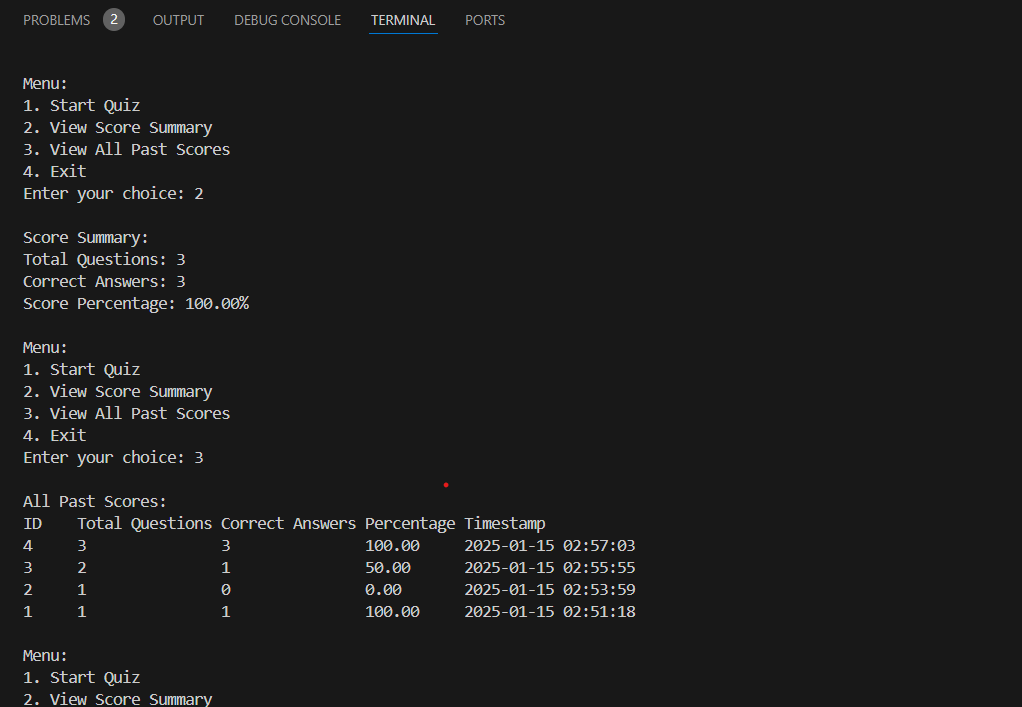 PROBLEMS 2 OUTPUT DEBUG CONSOLE TERMINAL PORTS
Menu:
1. Start Quiz
2. View Score Summary
3. View All Past Scores
4. Exit
Enter your choice: 2
Score Summary:
Total Questions: 3
Correct Answers: 3
Score Percentage: 100.00%
Menu:
1. Start Quiz
2. View Score Summary
3. View All Past Scores
4. Exit
Enter your choice: 3
All Past Scores:
ID Total Questions Correct Answers Percentage Timestamp
4 3 3 100.00 2025-01-15 02:57:03
3 2 1 50.00 2025-01-15 02:55:55
2 1 0 0.00 2025-01-15 02:53:59
1 1 1 100.00 2025-01-15 02:51:18
Menu:
1. Start Quiz
2. View Score Summary